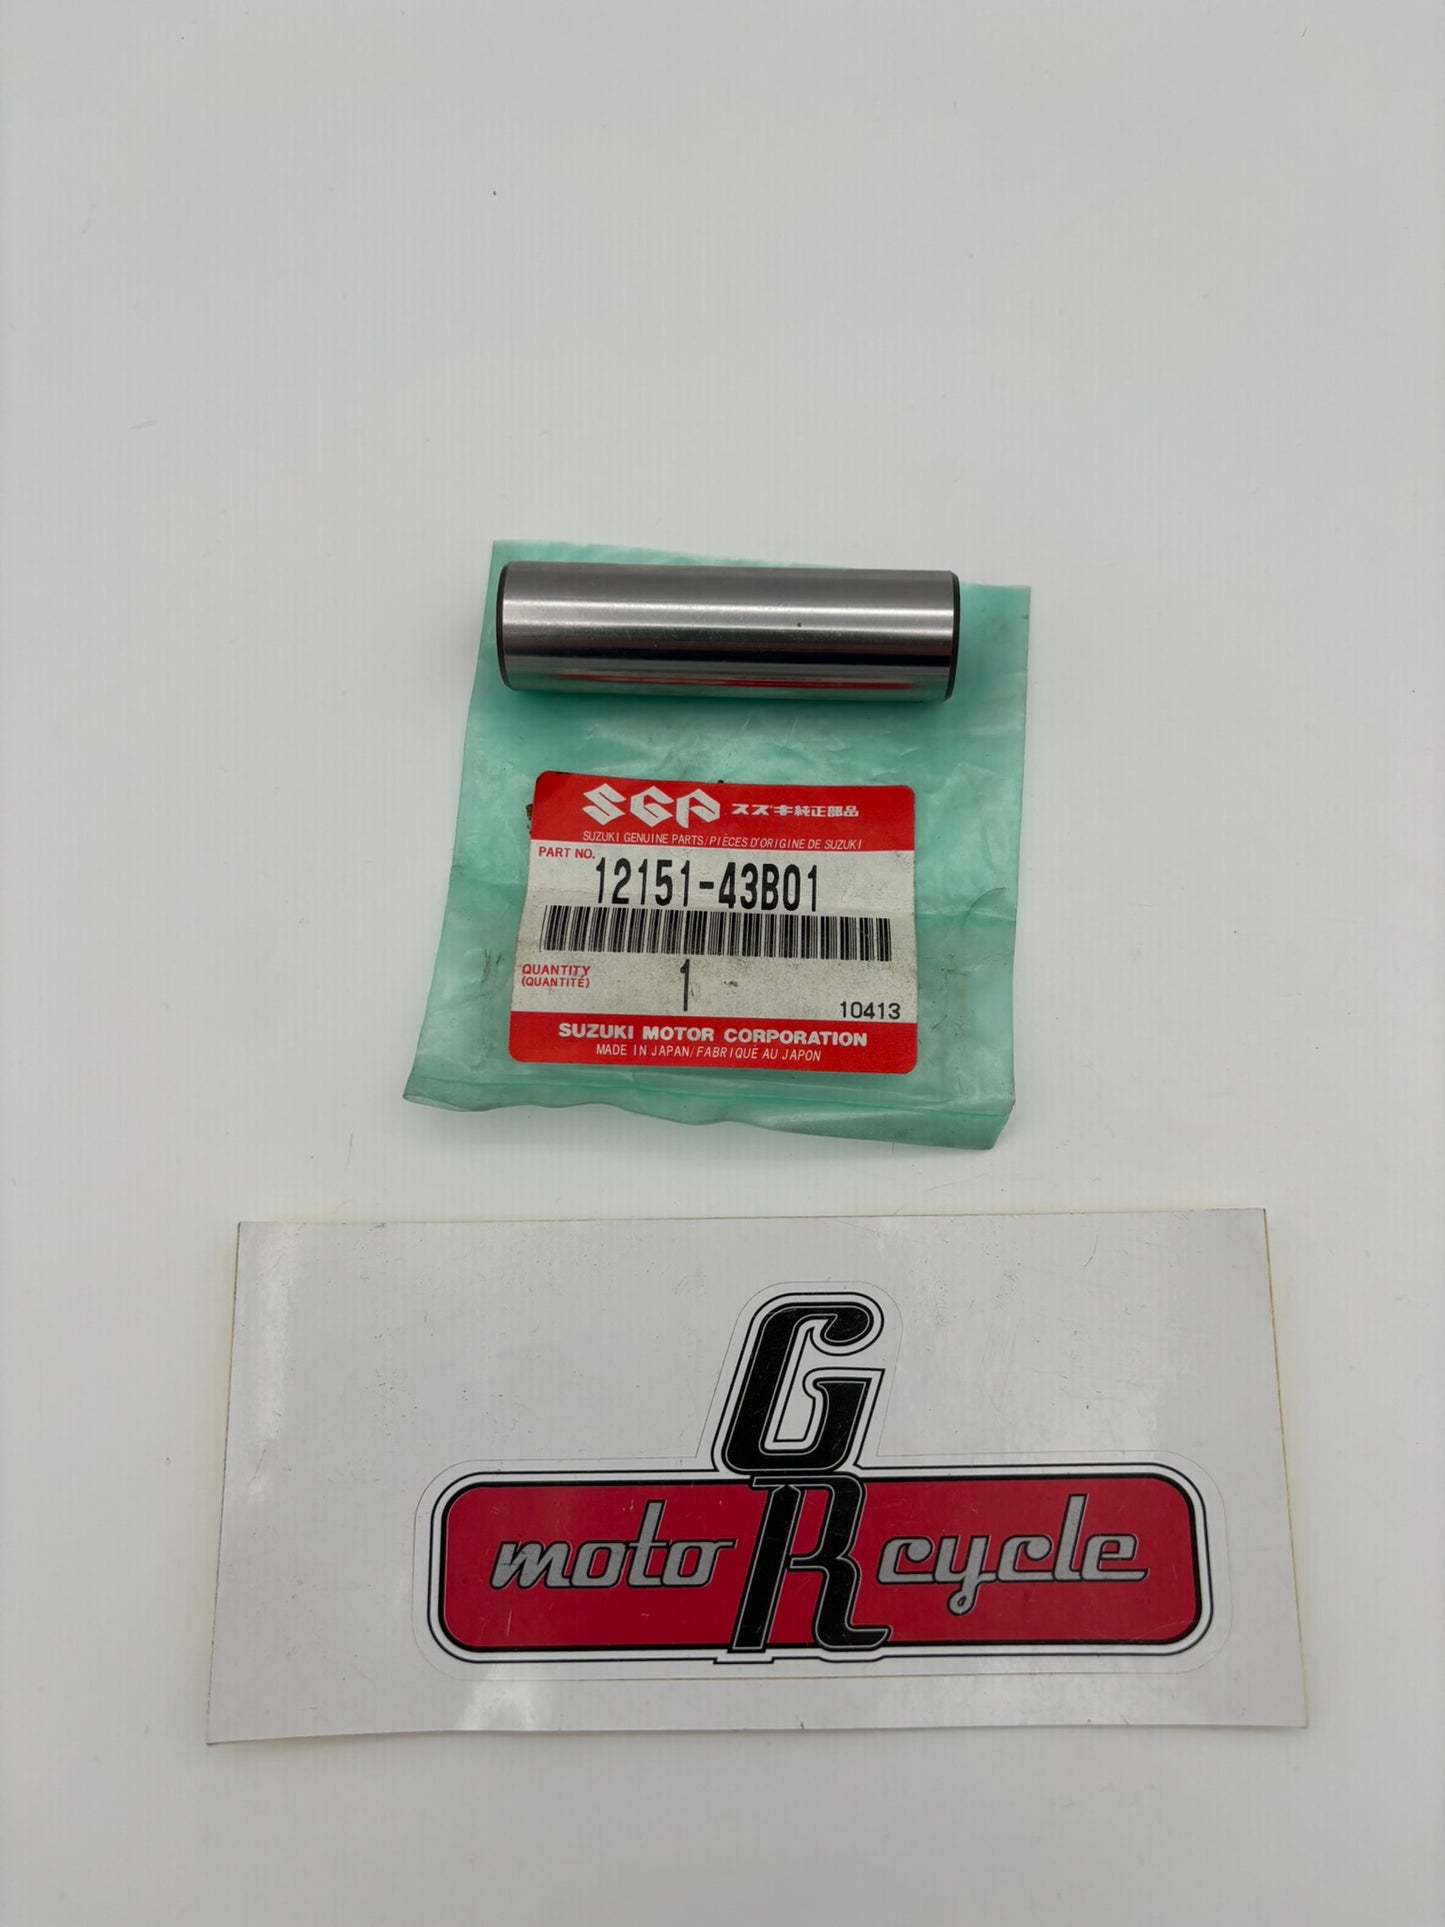 SGP スズキ純正部品
SUZUKI GENUINE PARTS/PIÈCES D'ORIGINE DE SUZUKI
PART NO. 12151-43B01
QUANTITY
(QUANTITÉ) 1
10413
SUZUKI MOTOR CORPORATION
MADE IN JAPAN/FABRIQUÉ AU JAPON
G
moto R cycle